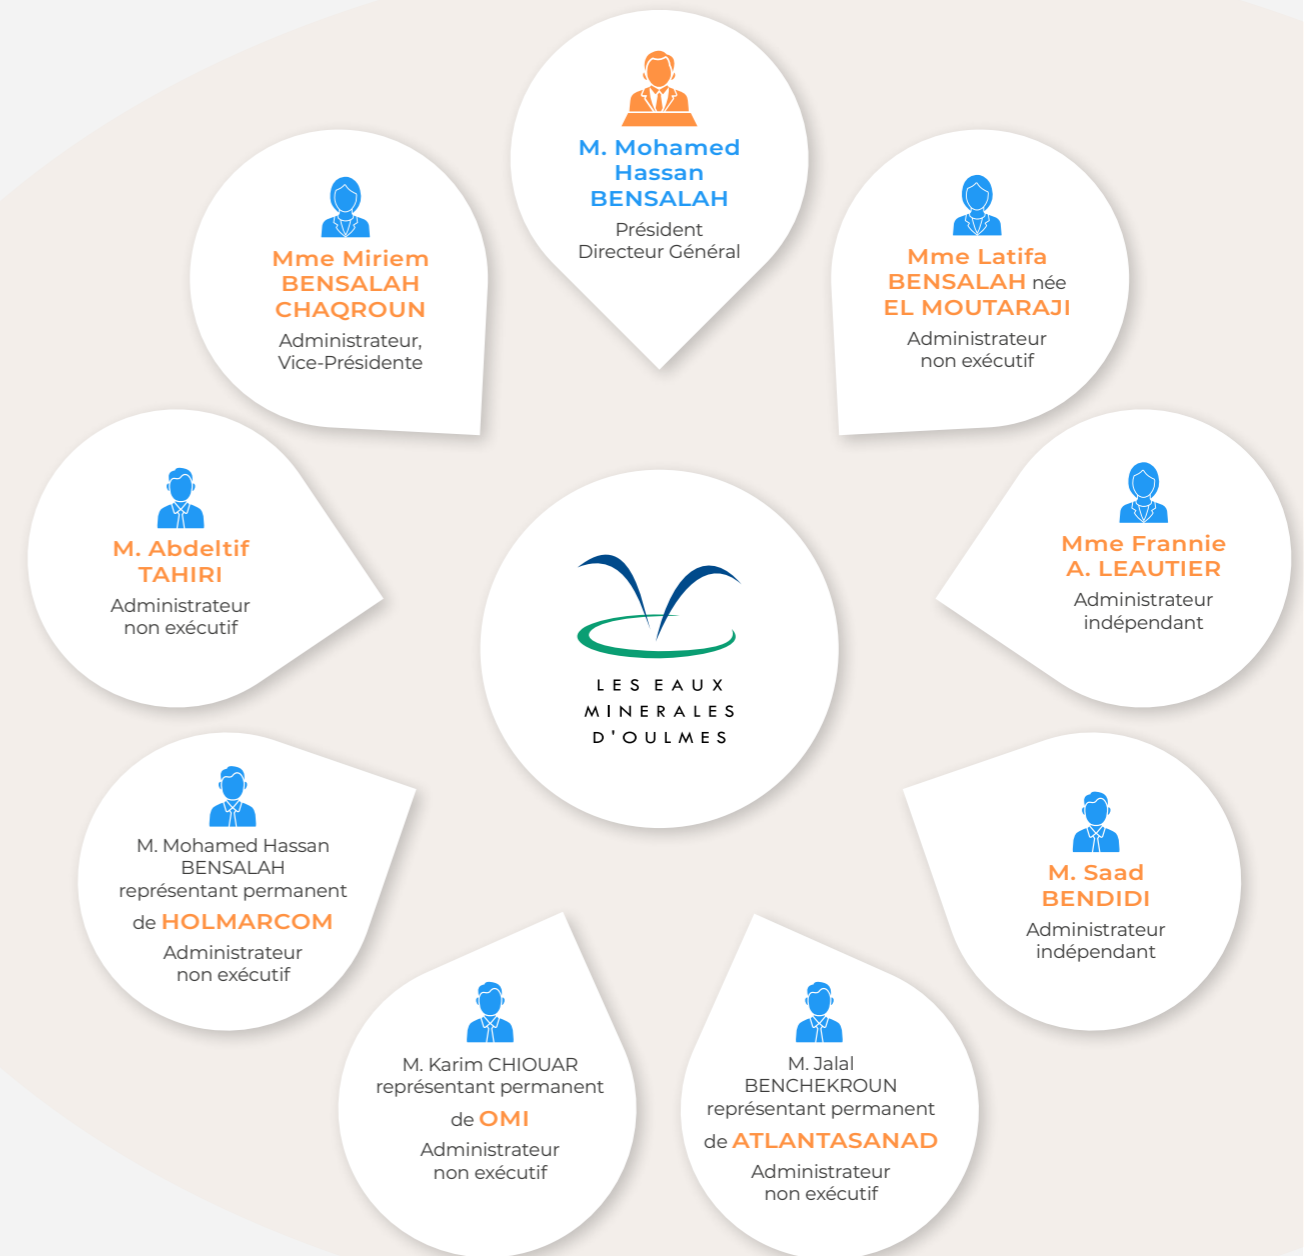 M. Mohamed
Hassan
BENSALAH
Président
Directeur Général
Mme Miriem
BENSALAH
CHAQROUN
Administrateur,
Vice-Présidente
Mme Latifa
BENSALAH née
EL MOUTARAJI
Administrateur
non exécutif
M. Abdeltif
TAHIRI
Administrateur
non exécutif
Mme Frannie
A. LEAUTIER
Administrateur
indépendant
LES EAUX
MINERALES
D'OULMES
M. Mohamed Hassan
BENSALAH
représentant permanent
de HOLMARCOM
Administrateur
non exécutif
M. Saad
BENDIDI
Administrateur
indépendant
M. Karim CHIOUAR
représentant permanent
de OMI
Administrateur
non exécutif
M. Jalal
BENCHEKROUN
représentant permanent
de ATLANTASANAD
Administrateur
non exécutif